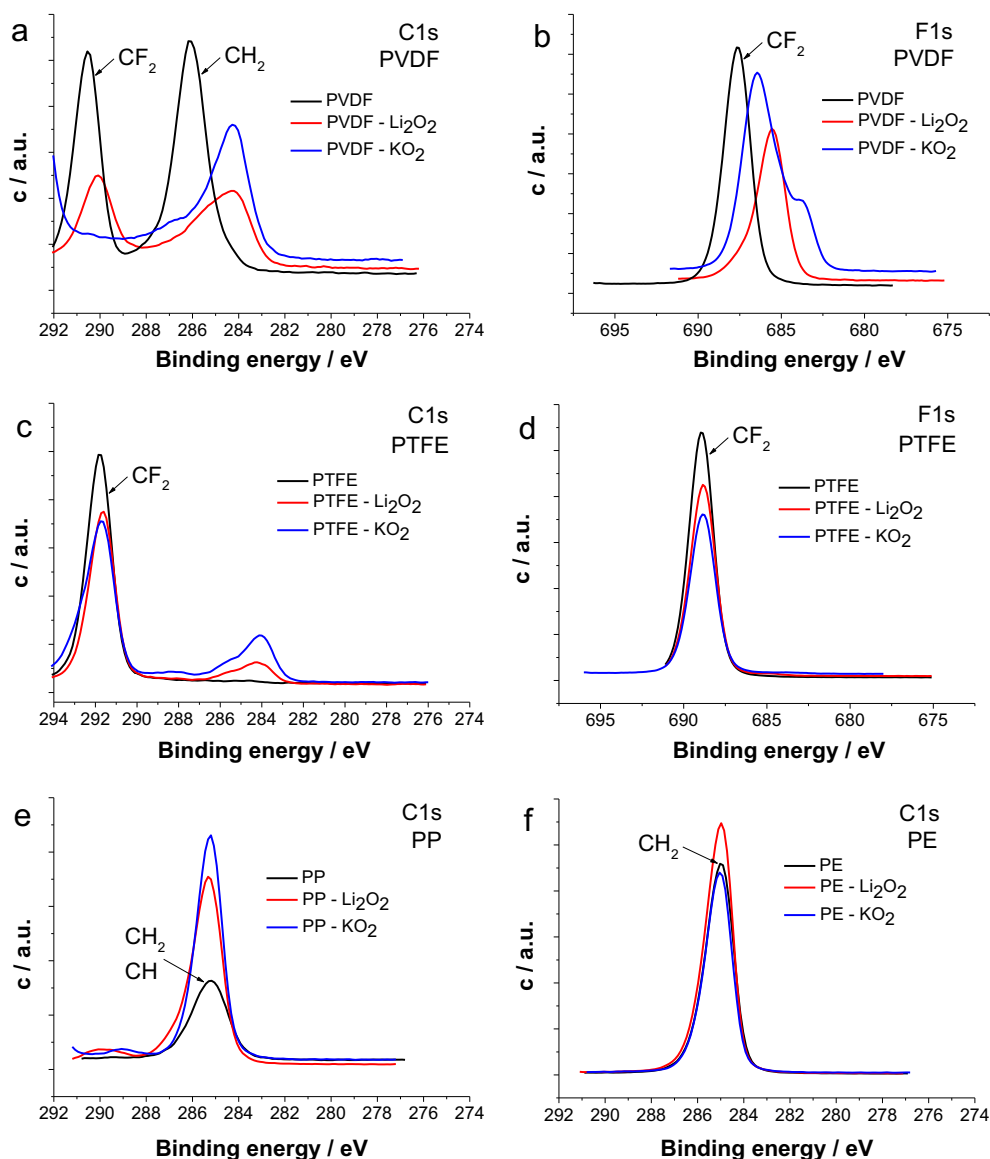 a
C1s
PVDF
CF₂
CH₂
PVDF
PVDF - Li₂O₂
PVDF - KO₂
c / a.u.
292 290 288 286 284 282 280 278 276 274
Binding energy / eV
b
F1s
PVDF
CF₂
PVDF
PVDF - Li₂O₂
PVDF - KO₂
c / a.u.
695 690 685 680 675
Binding energy / eV
c
C1s
PTFE
CF₂
PTFE
PTFE - Li₂O₂
PTFE - KO₂
c / a.u.
294 292 290 288 286 284 282 280 278 276 274
Binding energy / eV
d
F1s
PTFE
CF₂
PTFE
PTFE - Li₂O₂
PTFE - KO₂
c / a.u.
695 690 685 680 675
Binding energy / eV
e
C1s
PP
PP
PP - Li₂O₂
PP - KO₂
CH₂
CH
c / a.u.
292 290 288 286 284 282 280 278 276 274
Binding energy / eV
f
C1s
PE
CH₂
PE
PE - Li₂O₂
PE - KO₂
c / a.u.
292 290 288 286 284 282 280 278 276 274
Binding energy / eV